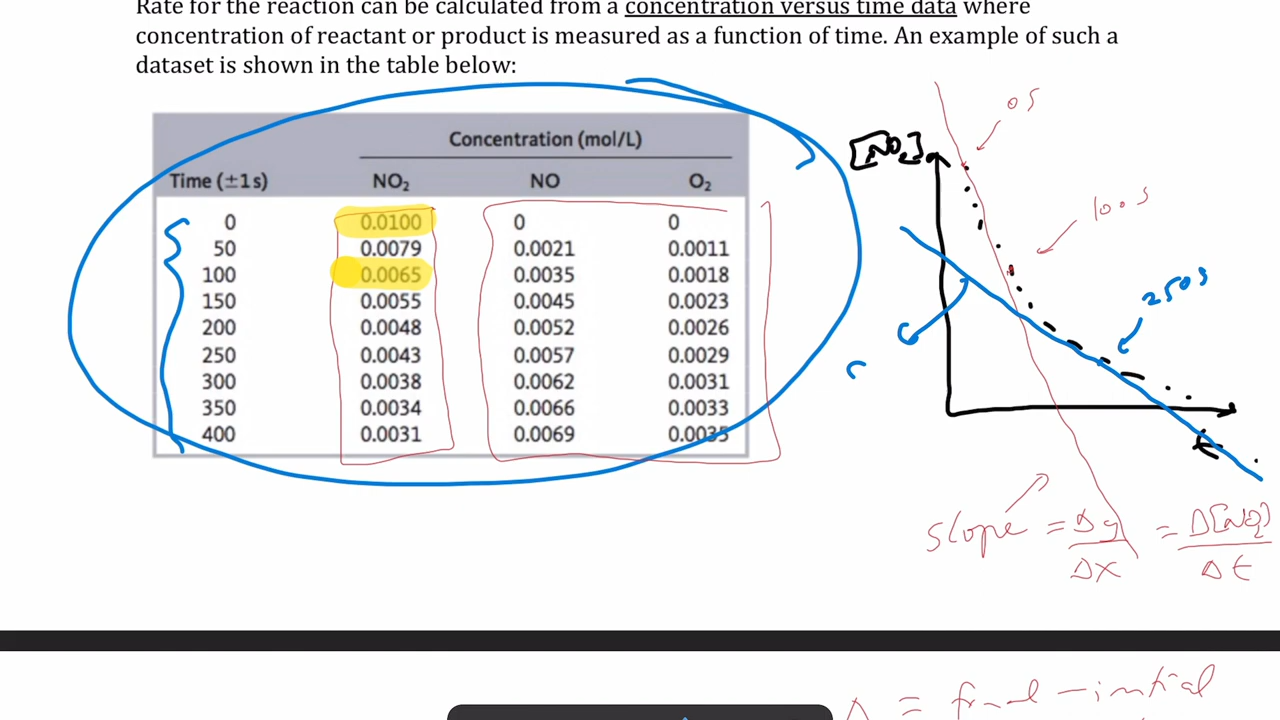 Rate for the reaction can be calculated from a concentration versus time data where
concentration of reactant or product is measured as a function of time. An example of such a
dataset is shown in the table below:
Concentration (mol/L)
Time (±1s) NO₂ NO O₂
0 0.0100 0 0
50 0.0079 0.0021 0.0011
100 0.0065 0.0035 0.0018
150 0.0055 0.0045 0.0023
200 0.0048 0.0052 0.0026
250 0.0043 0.0057 0.0029
300 0.0038 0.0062 0.0031
350 0.0034 0.0066 0.0033
400 0.0031 0.0069 0.0035
[NO₂]
0s
100s
250s
t
slope = Δy/Δx = Δ[NO₂]/Δt
Δ = final - initial